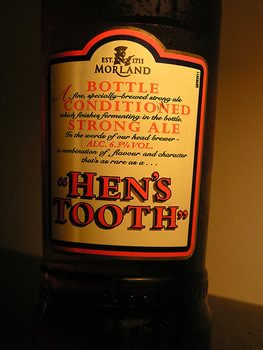 EST. 1711
MORLAND
BOTTLE
A fine, specially-brewed strong ale
CONDITIONED
which finishes fermenting in the bottle.
STRONG ALE
In the words of our head brewer-
ALC. 6.5% VOL.
a combination of flavour and character
that's as rare as a...
"HEN'S
TOOTH"